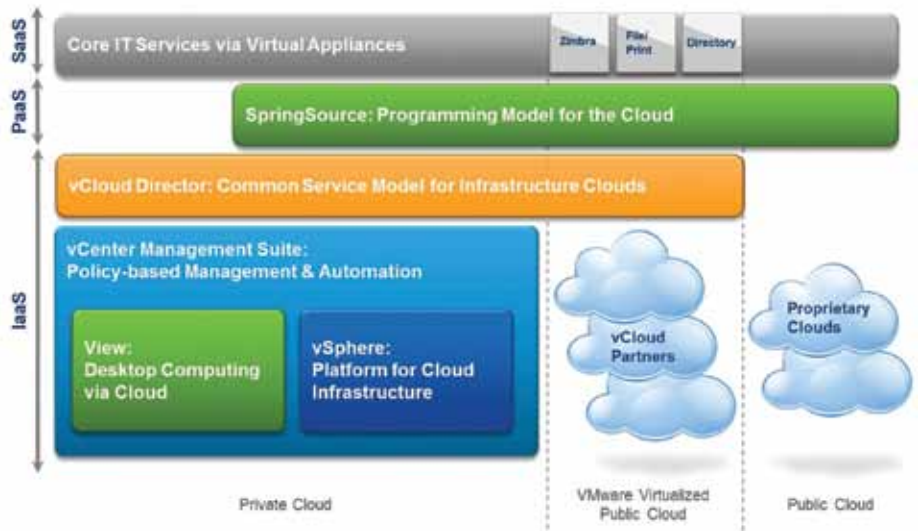 SaaS
Core IT Services via Virtual Appliances
Zimbra
File/
Print
Directory
PaaS
SpringSource: Programming Model for the Cloud
IaaS
vCloud Director: Common Service Model for Infrastructure Clouds
vCenter Management Suite:
Policy-based Management & Automation
View:
Desktop Computing
via Cloud
vSphere:
Platform for Cloud
Infrastructure
vCloud
Partners
Proprietary
Clouds
Private Cloud
VMware Virtualized
Public Cloud
Public Cloud